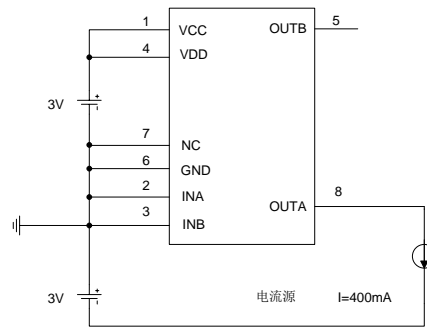 1 VCC OUTB 5
4 VDD
3V
7 NC
6 GND
2 INA
OUTA 8
3 INB
3V 电流源 I=400mA